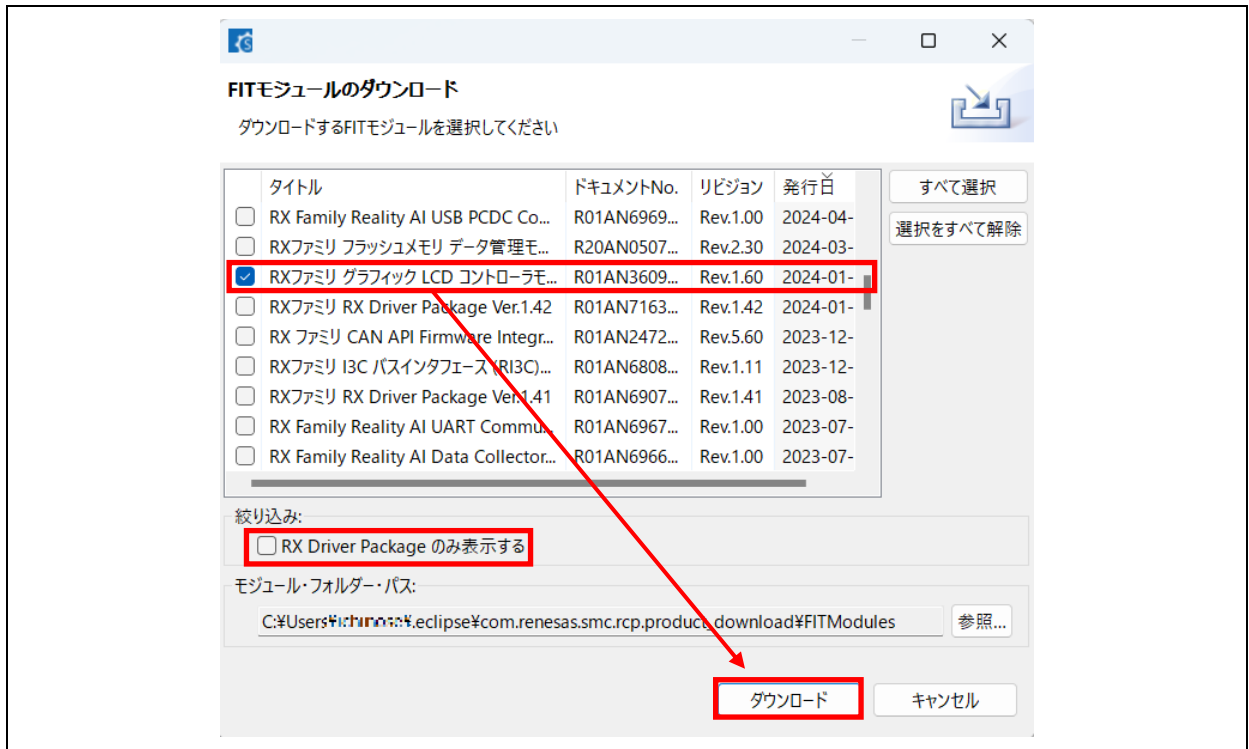 FITモジュールのダウンロード
ダウンロードするFITモジュールを選択してください
タイトル ドキュメントNo. リビジョン 発行日
すべて選択
RX Family Reality AI USB PCDC Co... R01AN6969... Rev.1.00 2024-04-
選択をすべて解除
RXファミリ フラッシュメモリ データ管理モ... R20AN0507... Rev.2.30 2024-03-
RXファミリ グラフィック LCD コントローラモ... R01AN3609... Rev.1.60 2024-01-
RXファミリ RX Driver Package Ver.1.42 R01AN7163... Rev.1.42 2024-01-
RX ファミリ CAN API Firmware Integr... R01AN2472... Rev.5.60 2023-12-
RXファミリ I3C バスインタフェース (RI3C)... R01AN6808... Rev.1.11 2023-12-
RXファミリ RX Driver Package Ver.1.41 R01AN6907... Rev.1.41 2023-08-
RX Family Reality AI UART Commu... R01AN6967... Rev.1.00 2023-07-
RX Family Reality AI Data Collector... R01AN6966... Rev.1.00 2023-07-
絞り込み:
RX Driver Package のみ表示する
モジュール・フォルダー・パス:
C:¥Users¥ ¥.eclipse¥com.renesas.smc.rcp.product_download¥FITModules
参照...
ダウンロード
キャンセル